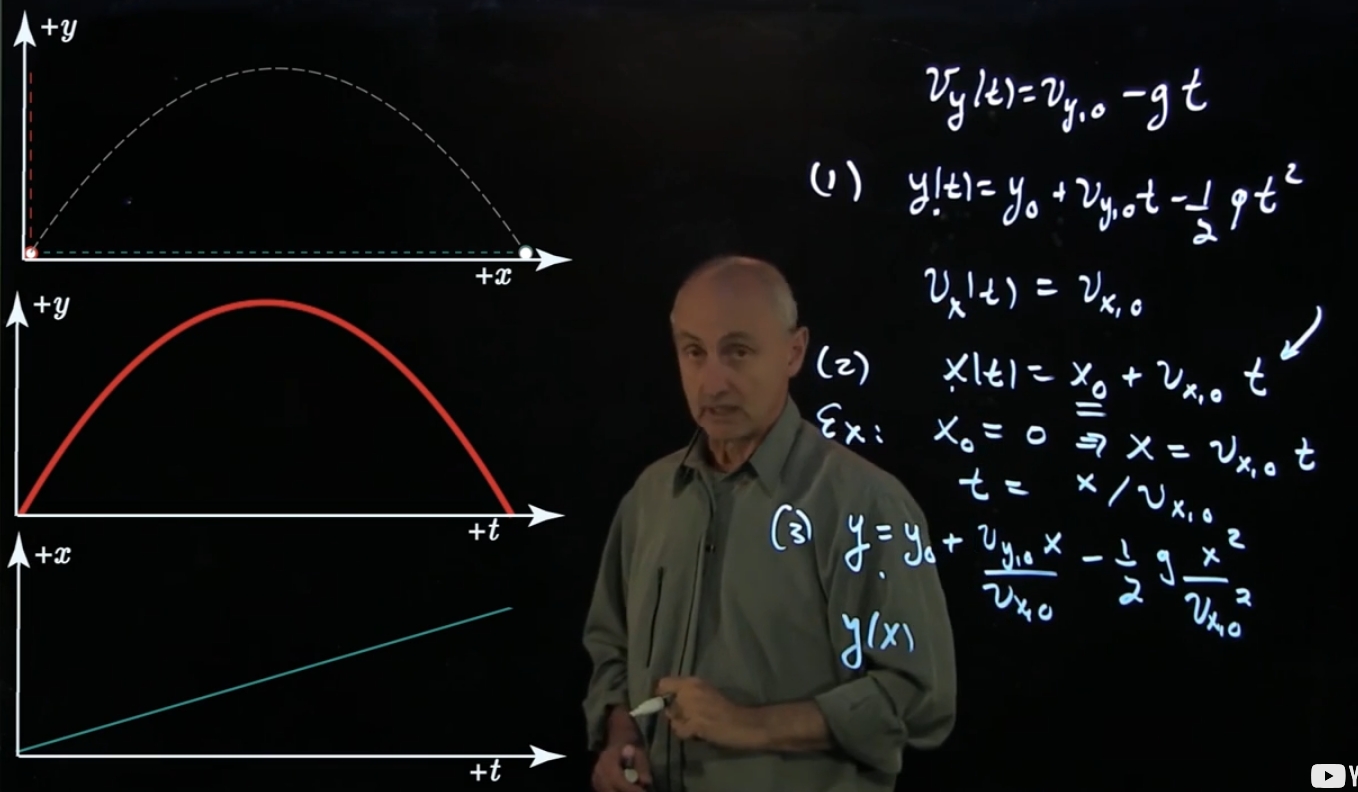 +y
+x
+y
+t
+x
+t
v_y(t) = v_{y,0} - gt
(1) y(t) = y_0 + v_{y,0}t - \frac{1}{2} gt^2
v_x(t) = v_{x,0}
(2) x(t) = x_0 + v_{x,0} t
Ex: x_0 = 0 ⇒ x = v_{x,0} t
t = x / v_{x,0}
(3) y = y_0 + \frac{v_{y,0} x}{v_{x,0}} - \frac{1}{2} g \frac{x^2}{v_{x,0}^2}
y(x)